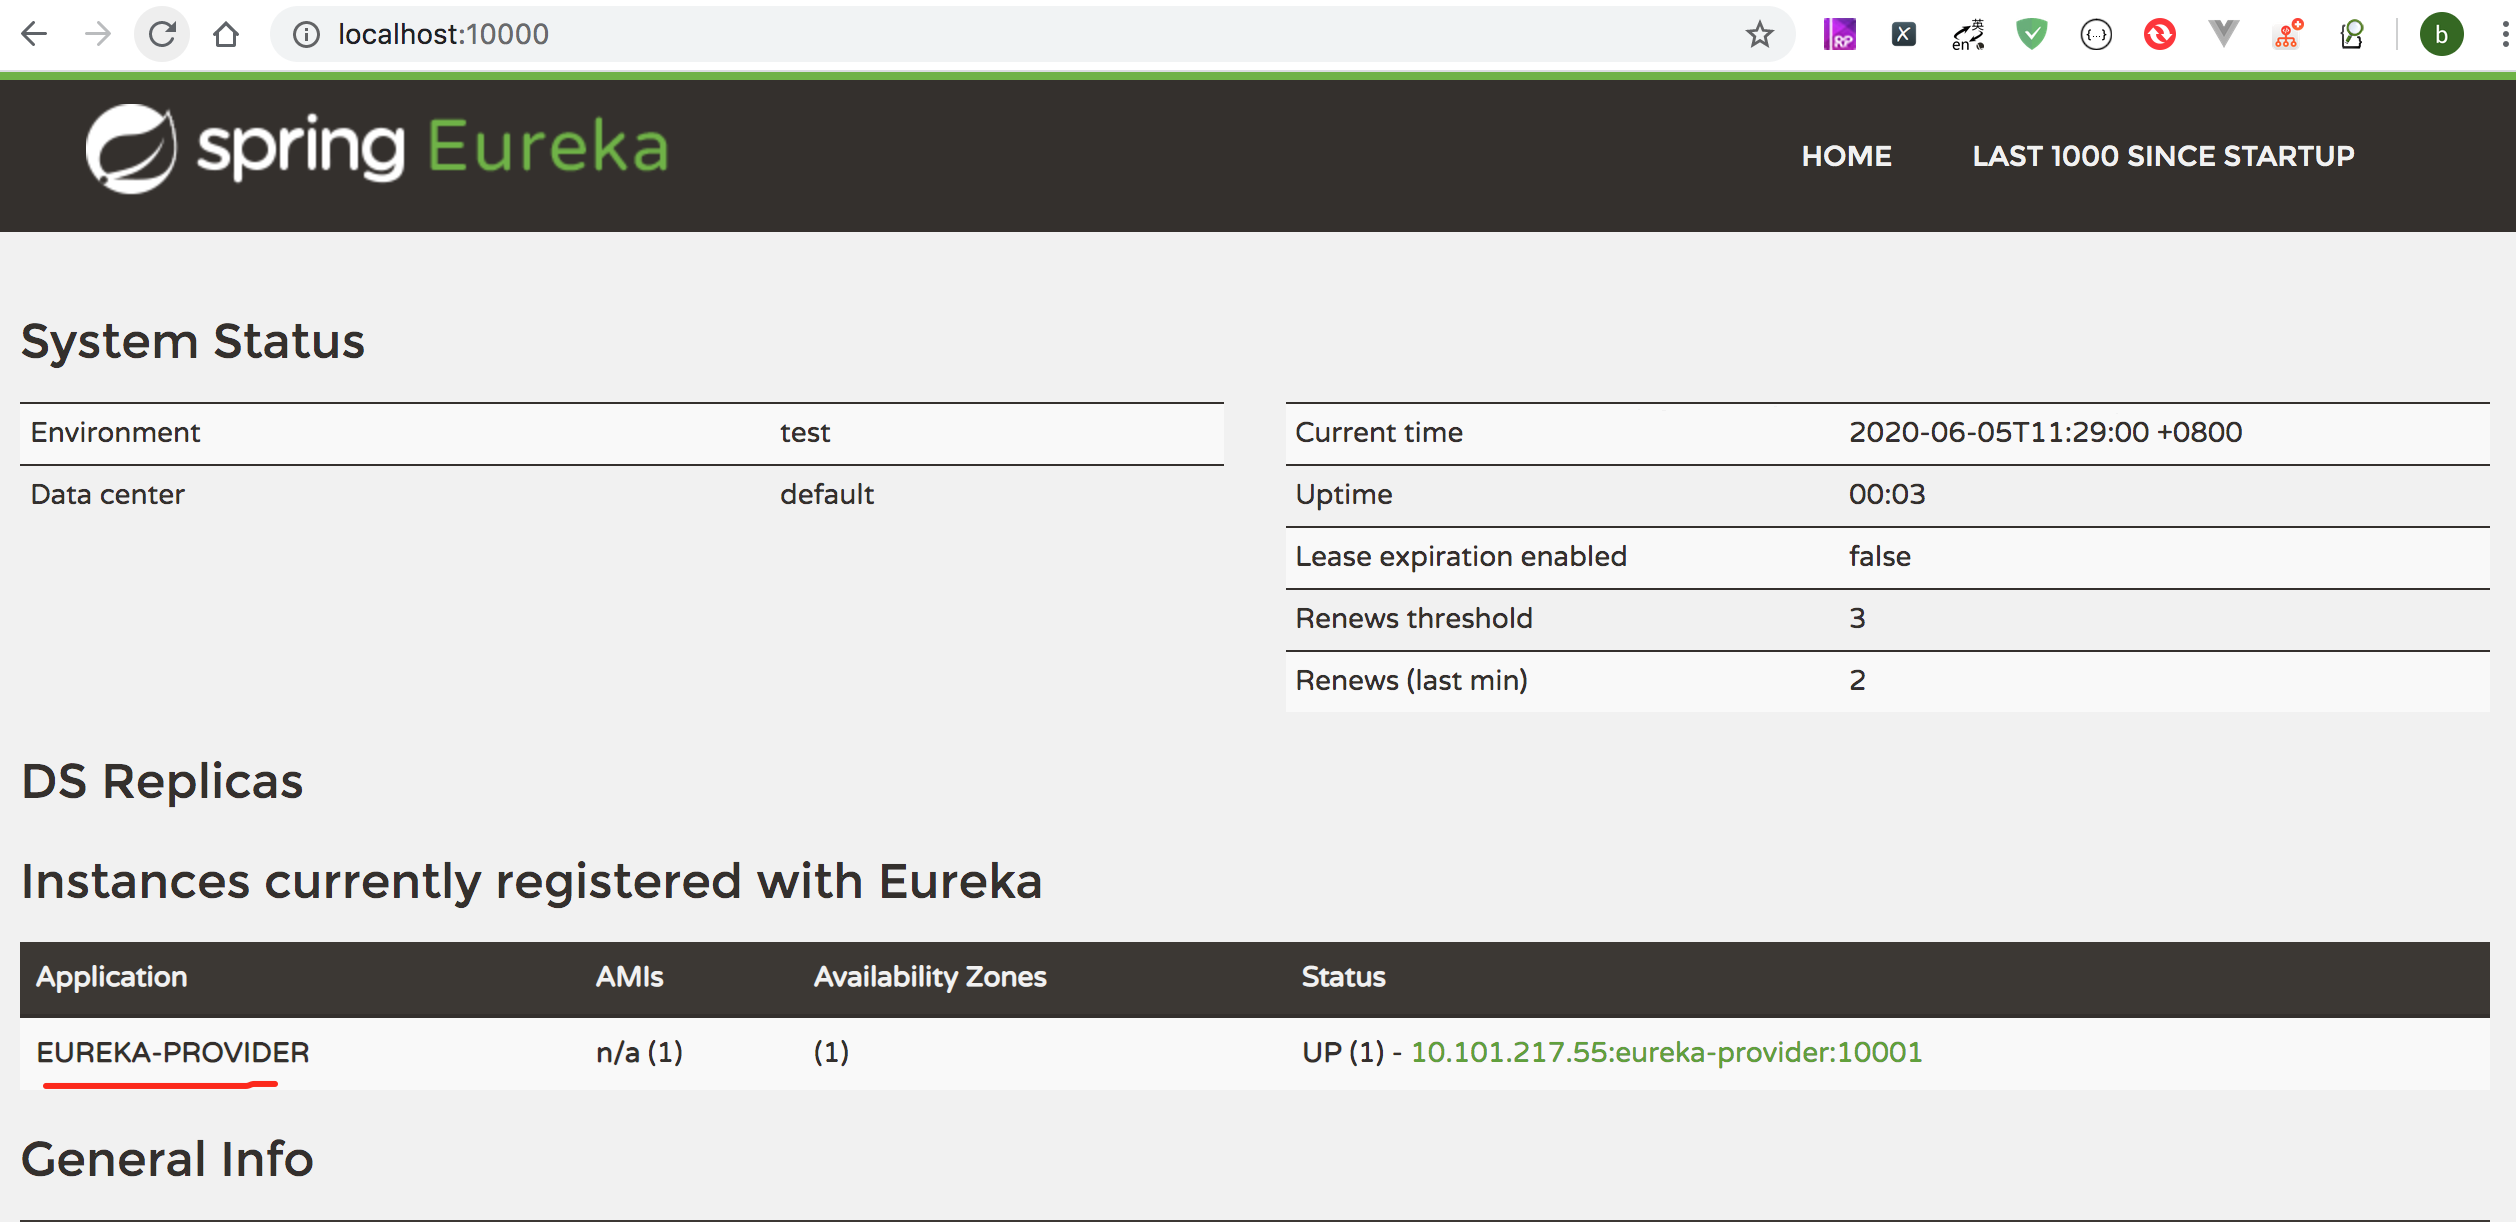 localhost:10000
RP
X
英
en
{...}
b
spring Eureka
HOME LAST 1000 SINCE STARTUP
System Status
Environment test
Data center default
Current time 2020-06-05T11:29:00 +0800
Uptime 00:03
Lease expiration enabled false
Renews threshold 3
Renews (last min) 2
DS Replicas
Instances currently registered with Eureka
Application AMIs Availability Zones Status
EUREKA-PROVIDER n/a (1) (1) UP (1) - 10.101.217.55:eureka-provider:10001
General Info